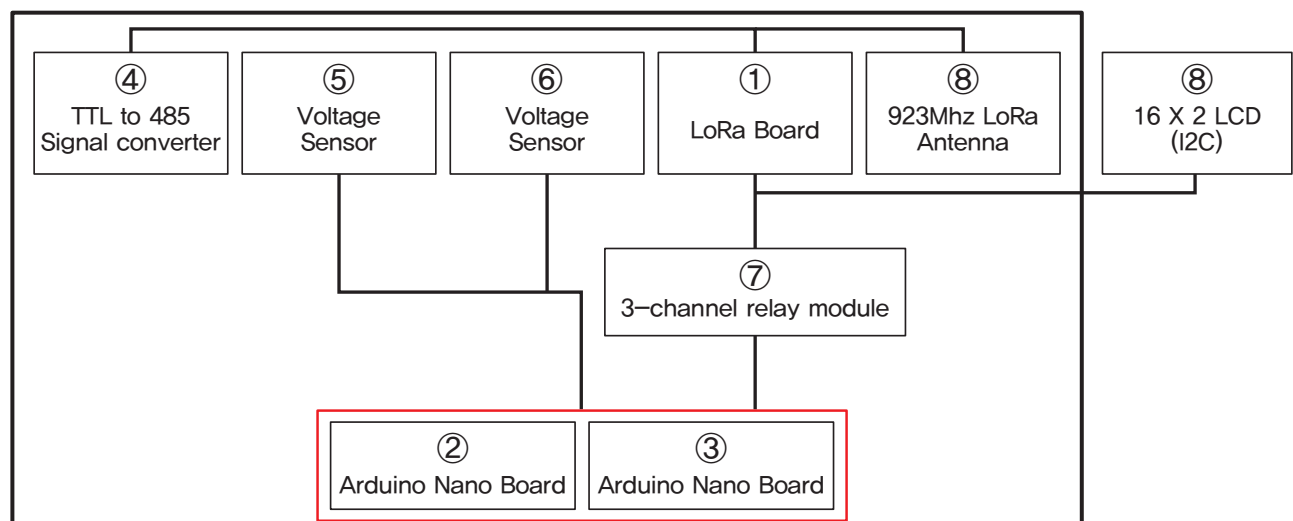 ④
TTL to 485
Signal converter
⑤
Voltage
Sensor
⑥
Voltage
Sensor
①
LoRa Board
⑧
923Mhz LoRa
Antenna
⑧
16 X 2 LCD
(I2C)
⑦
3-channel relay module
②
Arduino Nano Board
③
Arduino Nano Board